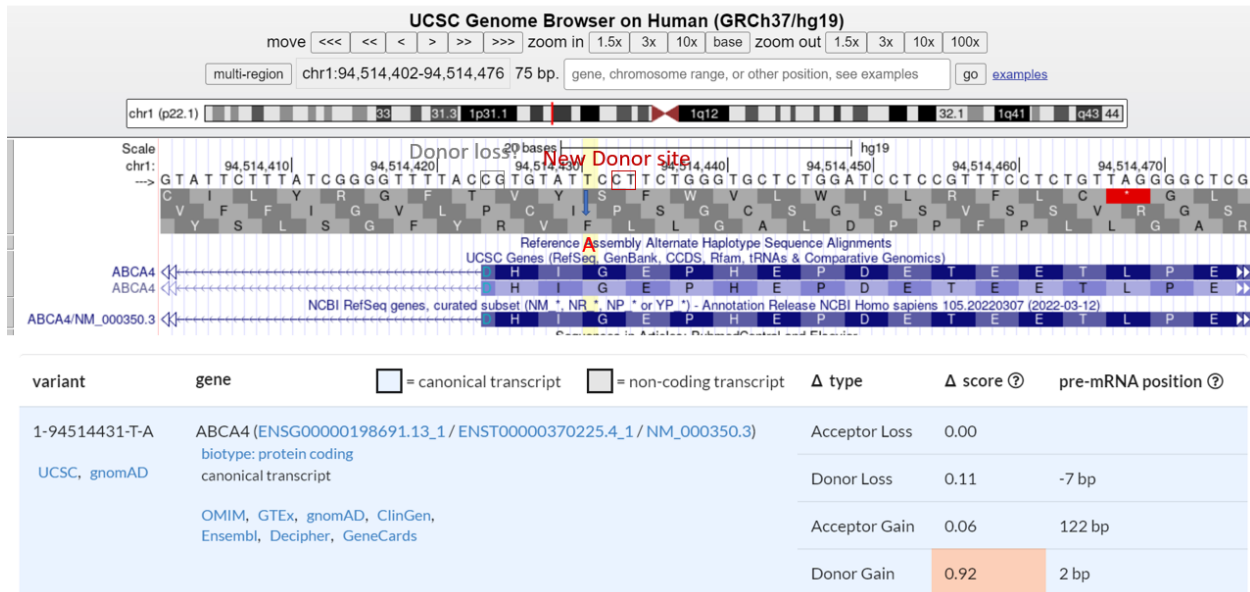 UCSC Genome Browser on Human (GRCh37/hg19)
move <<< << < > >> >>> zoom in 1.5x 3x 10x base zoom out 1.5x 3x 10x 100x
multi-region chr1:94,514,402-94,514,476 75 bp. gene, chromosome range, or other position, see examples go examples
chr1 (p22.1) 33 31.3 1p31.1 1q12 32.1 1q41 q43 44
Scale 20 bases hg19
Donor loss? New Donor site
chr1: 94,514,410 94,514,420 94,514,430 94,514,440 94,514,450 94,514,460 94,514,470
---> G T A T T C T T T A T C G G G G T T T T A C C G T G T A T T C C T T C T G G G T G C T C T G G A T C C T C C G T T T C C T C T G T T A G G G G C T C G
C I L Y R G F T V Y S F W V L W I L R F L C * G L
V F F I G V L P C I P S G C S G S S V S S V R G S
Y S L S G F Y R V F L L G A L D P P F P L L G A R
A
Reference Assembly Alternate Haplotype Sequence Alignments
UCSC Genes (RefSeq, GenBank, CCDS, Rfam, tRNAs & Comparative Genomics)
ABCA4 D H I G E P H E P D E T E E T L P E
ABCA4 H I G E P H E P D E T E E T L P E
NCBI RefSeq genes, curated subset (NM_*, NR_*, NP_* or YP_*) - Annotation Release NCBI Homo sapiens 105.20220307 (2022-03-12)
ABCA4/NM_000350.3 D H I G E P H E P D E T E E T L P E
Sequences in Articles: PubmedCentral and Elsevier
variant gene = canonical transcript = non-coding transcript Δ type Δ score ? pre-mRNA position ?
1-94514431-T-A ABCA4 (ENSG00000198691.13_1 / ENST00000370225.4_1 / NM_000350.3) Acceptor Loss 0.00
biotype: protein coding
UCSC, gnomAD canonical transcript Donor Loss 0.11 -7 bp
OMIM, GTEx, gnomAD, ClinGen, Acceptor Gain 0.06 122 bp
Ensembl, Decipher, GeneCards
Donor Gain 0.92 2 bp